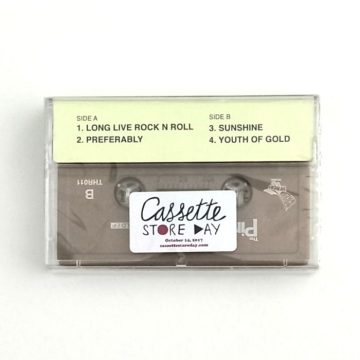 SIDE A
1. LONG LIVE ROCK N ROLL
2. PREFERABLY
SIDE B
3. SUNSHINE
4. YOUTH OF GOLD
B
THR011
Cassette
STORE DAY
October 14, 2017
cassettestoreday.com